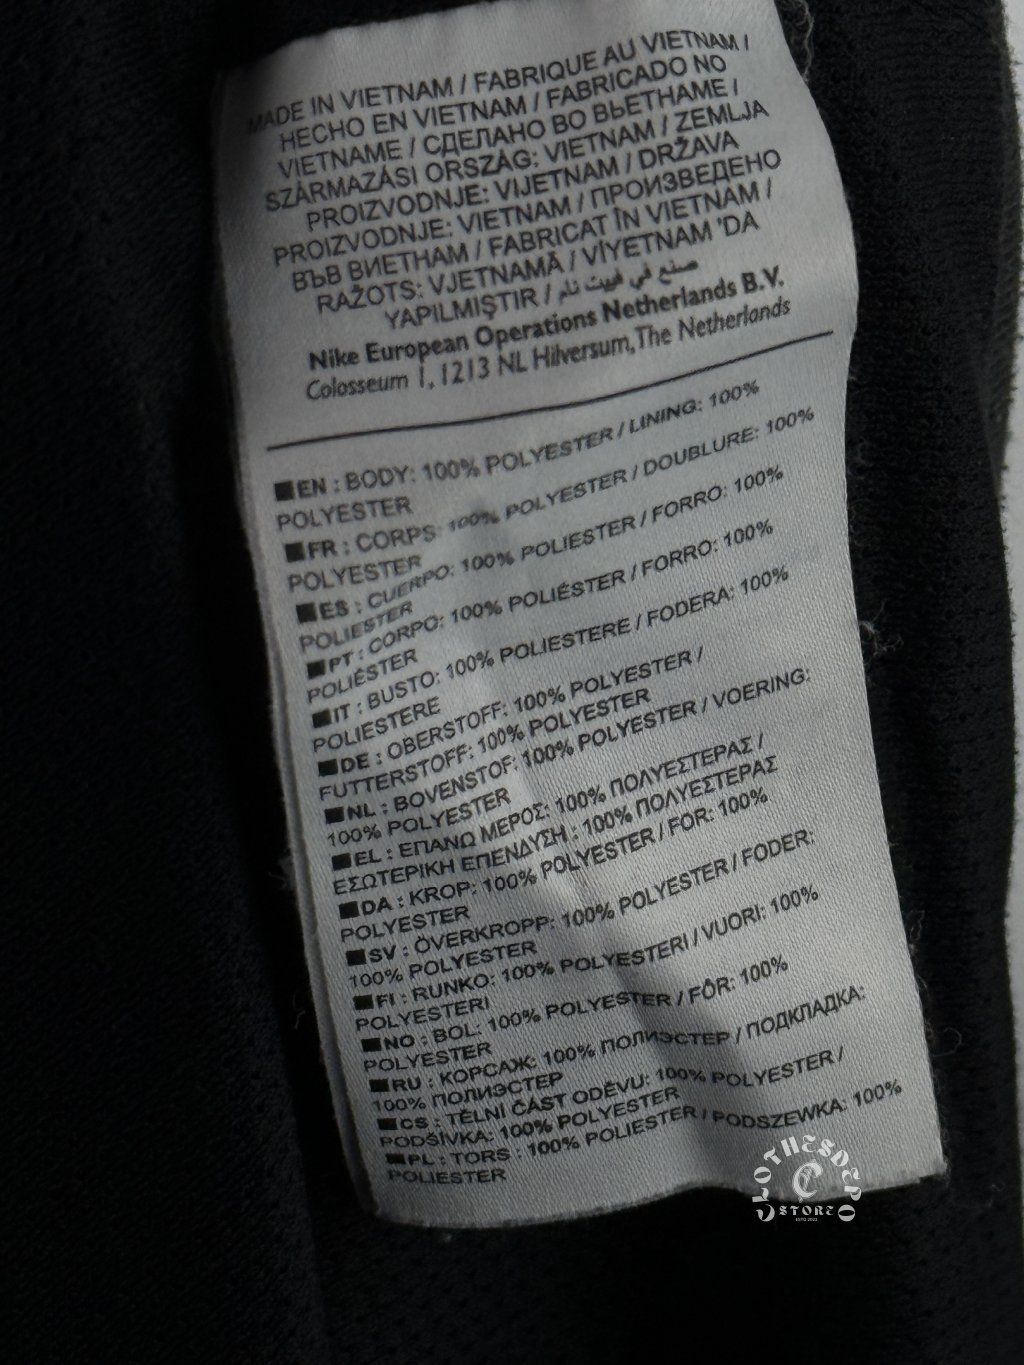 MADE IN VIETNAM / FABRIQUE AU VIETNAM /
HECHO EN VIETNAM / FABRICADO NO
VIETNAME / СДЕЛАНО ВО ВЬЕТНАМЕ /
SZÁRMAZÁSI ORSZÁG: VIETNAM / ZEMLJA
PROIZVODNJE: VIJETNAM / DRŽAVA
PROIZVODNJE: VIETNAM / ПРОИЗВЕДЕНО
ВЪВ ВИЕТНАМ / FABRICAT ÎN VIETNAM /
RAŽOTS: VJETNAMĀ / VİYETNAM 'DA
YAPILMIŞTIR / صنع في فييت نام
Nike European Operations Netherlands B.V.
Colosseum 1, 1213 NL Hilversum, The Netherlands
EN : BODY: 100% POLYESTER / LINING: 100%
POLYESTER
FR : CORPS: 100% POLYESTER / DOUBLURE: 100%
POLYESTER
ES : CUERPO: 100% POLIESTER / FORRO: 100%
POLIESTER
PT : CORPO: 100% POLIÉSTER / FORRO: 100%
POLIÉSTER
IT : BUSTO: 100% POLIESTERE / FODERA: 100%
POLIESTERE
DE : OBERSTOFF: 100% POLYESTER /
FUTTERSTOFF: 100% POLYESTER
NL : BOVENSTOF: 100% POLYESTER / VOERING:
100% POLYESTER
EL : ΕΠΑΝΩ ΜΕΡΟΣ: 100% ΠΟΛΥΕΣΤΕΡΑΣ /
ΕΣΩΤΕΡΙΚΗ ΕΠΕΝΔΥΣΗ : 100% ΠΟΛΥΕΣΤΕΡΑΣ
DA : KROP: 100% POLYESTER / FOR: 100%
POLYESTER
SV : ÖVERKROPP: 100% POLYESTER / FODER:
100% POLYESTER
FI : RUNKO: 100% POLYESTERI / VUORI: 100%
POLYESTERI
NO : BOL: 100% POLYESTER / FÔR: 100%
POLYESTER
RU : КОРСАЖ: 100% ПОЛИЭСТЕР / ПОДКЛАДКА:
100% ПОЛИЭСТЕР
CS : TĚLNÍ ČÁST ODĚVU: 100% POLYESTER /
PODŠÍVKA: 100% POLYESTER
PL : TORS : 100% POLIESTER / PODSZEWKA: 100%
POLIESTER
CLOTHESDEPO
STORE